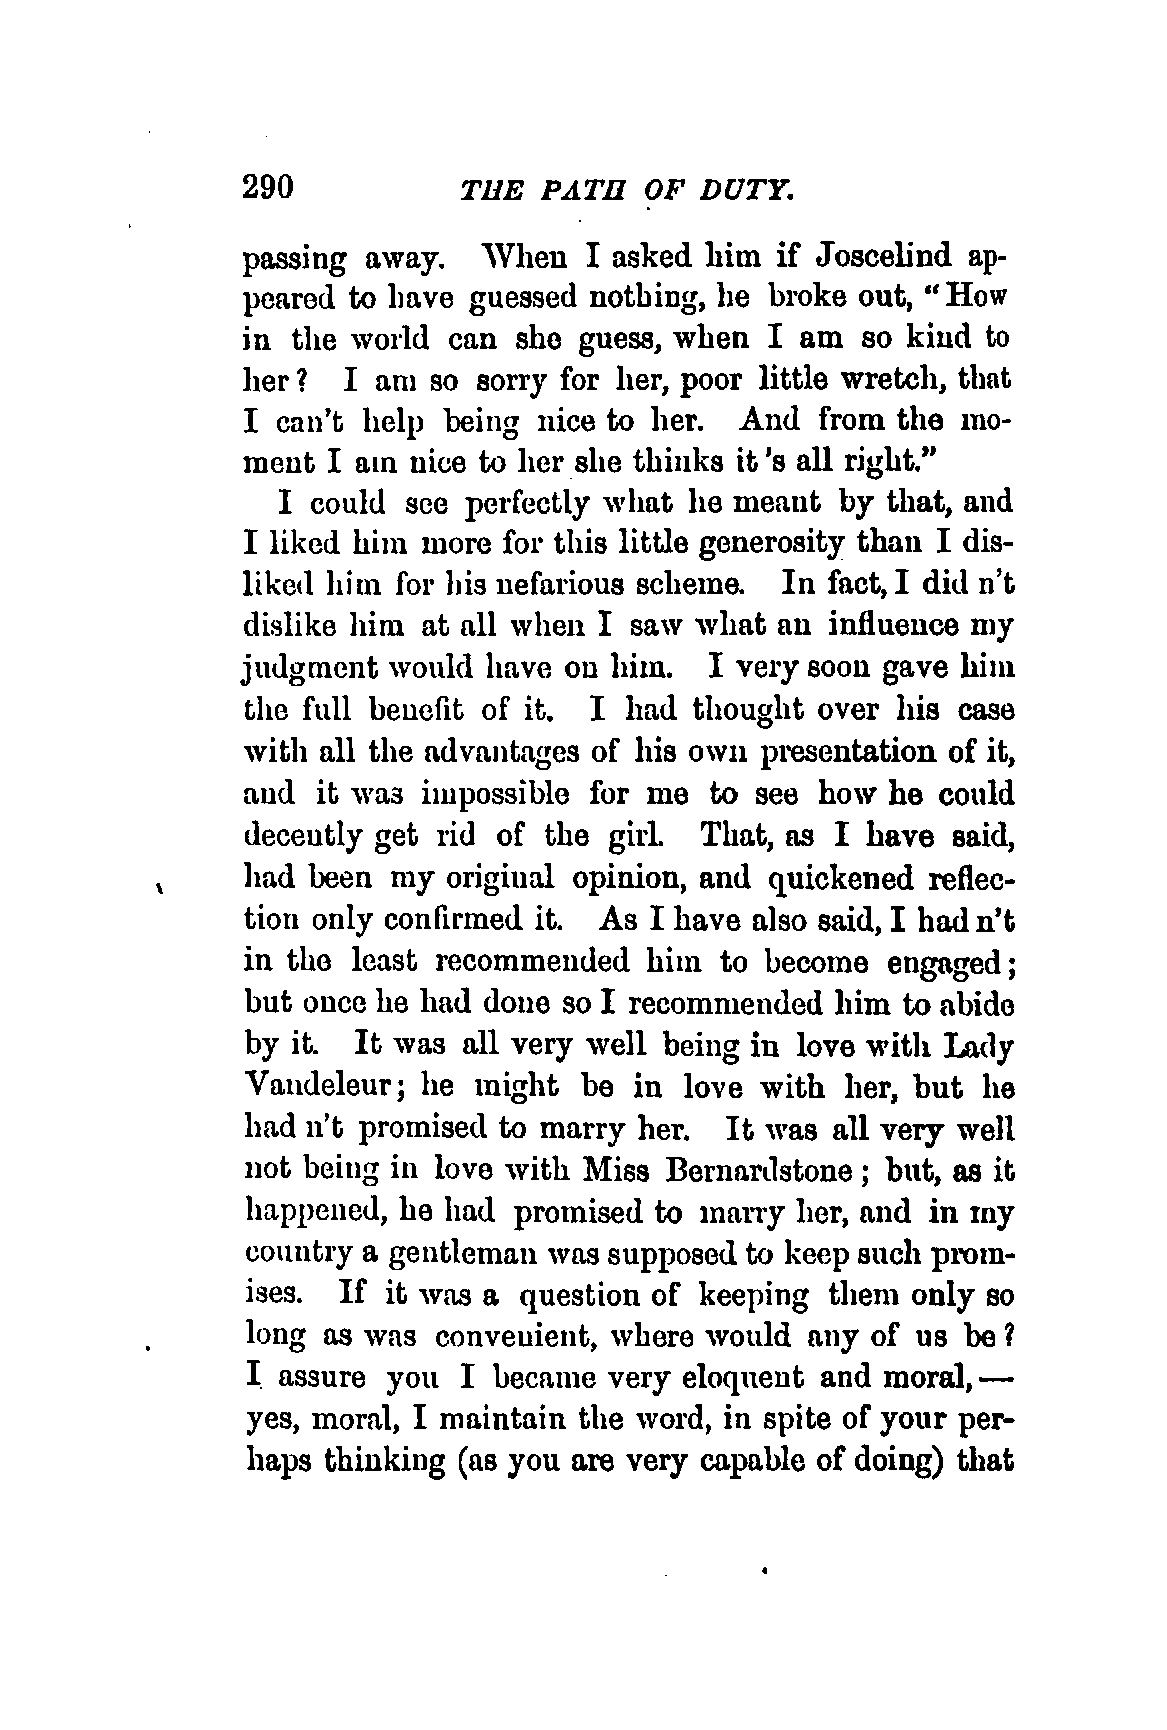 290 THE PATH OF DUTY.
passing away. When I asked him if Joscelind ap-
peared to have guessed nothing, he broke out, "How
in the world can she guess, when I am so kind to
her? I am so sorry for her, poor little wretch, that
I can't help being nice to her. And from the mo-
ment I am nice to her she thinks it 's all right."
I could see perfectly what he meant by that, and
I liked him more for this little generosity than I dis-
liked him for his nefarious scheme. In fact, I did n't
dislike him at all when I saw what an influence my
judgment would have on him. I very soon gave him
the full benefit of it. I had thought over his case
with all the advantages of his own presentation of it,
and it was impossible for me to see how he could
decently get rid of the girl. That, as I have said,
had been my original opinion, and quickened reflec-
tion only confirmed it. As I have also said, I had n't
in the least recommended him to become engaged;
but once he had done so I recommended him to abide
by it. It was all very well being in love with Lady
Vandeleur; he might be in love with her, but he
had n't promised to marry her. It was all very well
not being in love with Miss Bernardstone; but, as it
happened, he had promised to marry her, and in my
country a gentleman was supposed to keep such prom-
ises. If it was a question of keeping them only so
long as was convenient, where would any of us be?
I assure you I became very eloquent and moral,—
yes, moral, I maintain the word, in spite of your per-
haps thinking (as you are very capable of doing) that